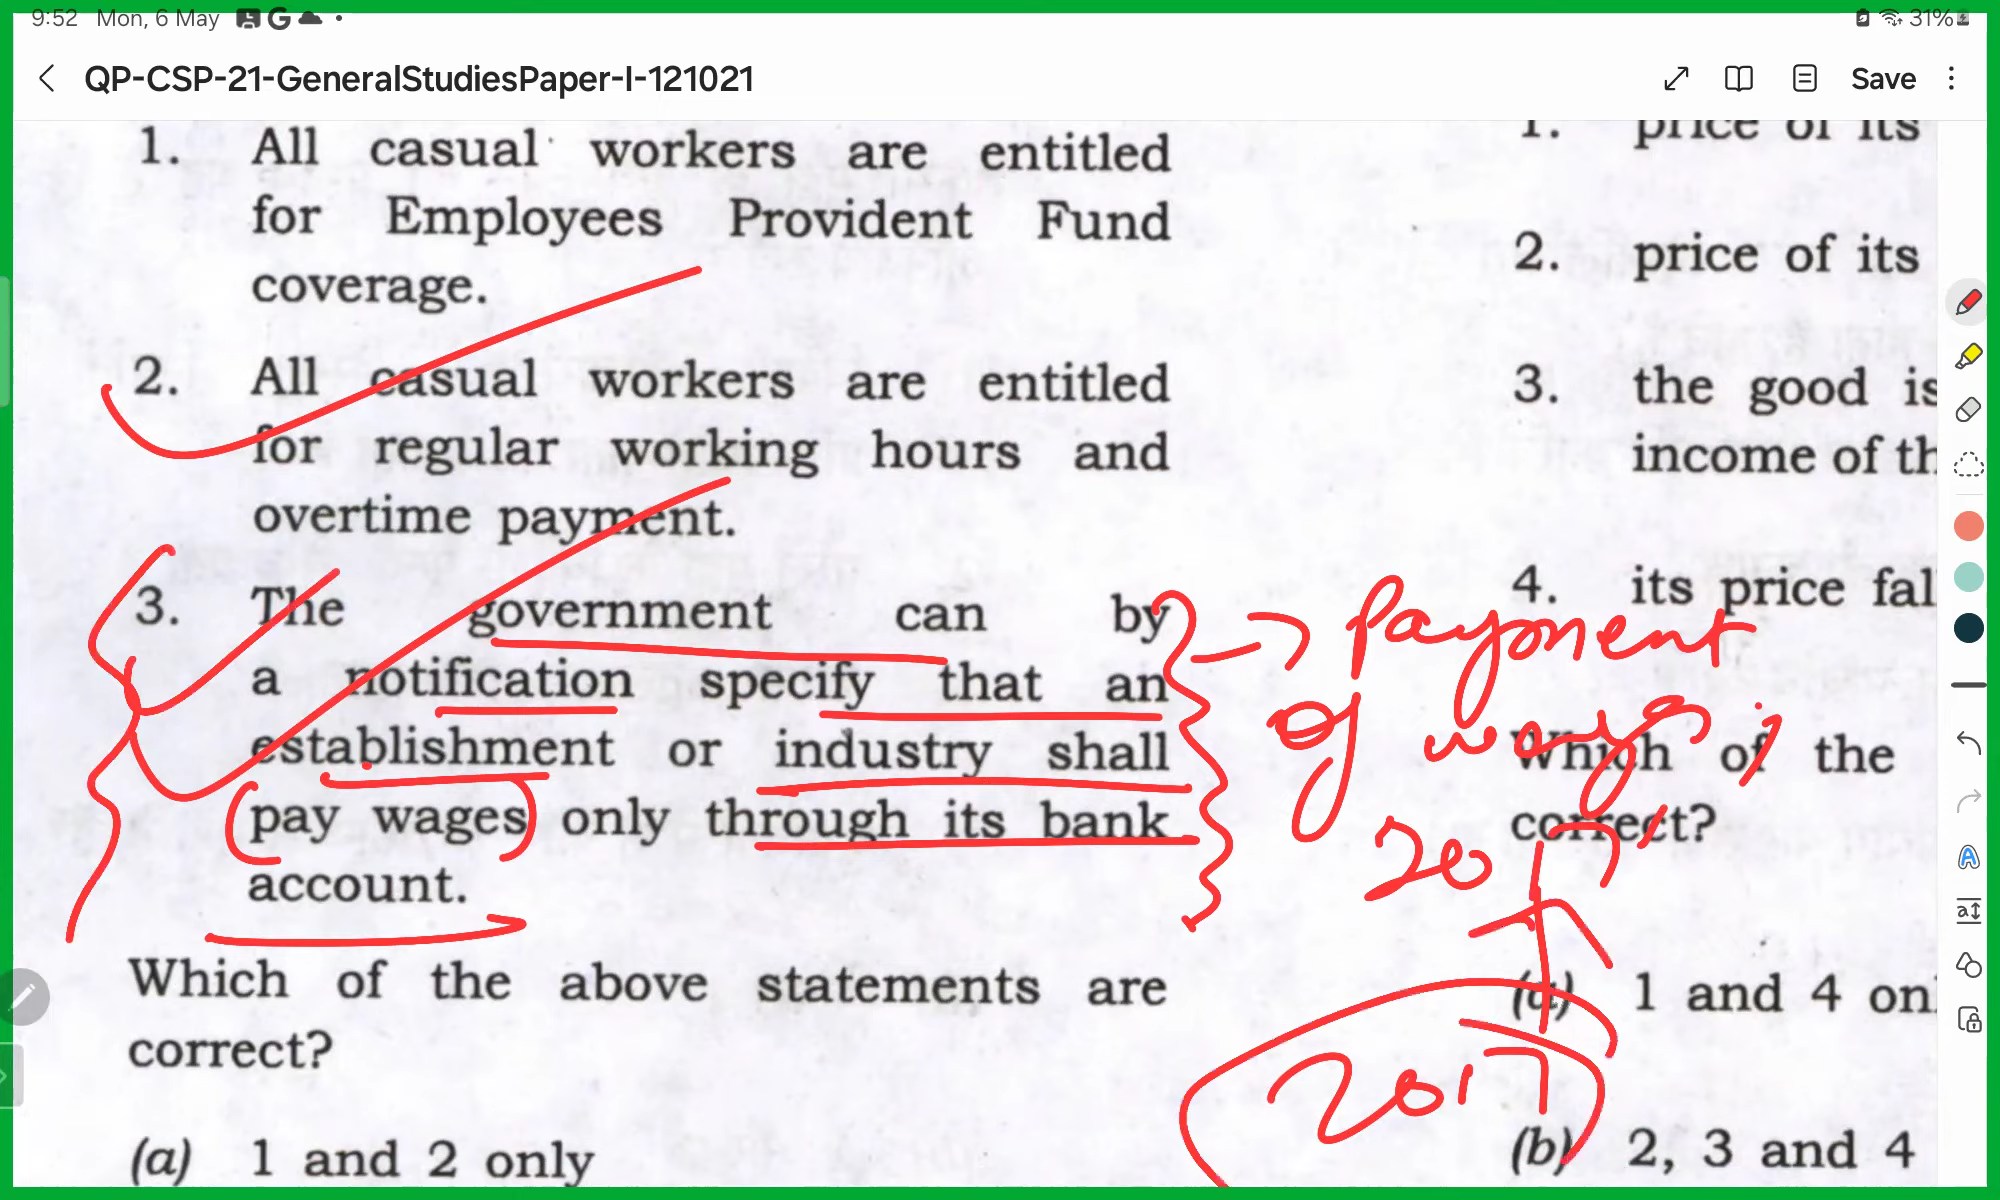 9:52 Mon, 6 May G 31%
QP-CSP-21-GeneralStudiesPaper-I-121021
Save
1. All casual workers are entitled
for Employees Provident Fund
coverage.
2. All casual workers are entitled
for regular working hours and
overtime payment.
3. The government can by
a notification specify that an
establishment or industry shall
pay wages only through its bank
account.
Which of the above statements are
correct?
(a) 1 and 2 only
1. price of its
2. price of its
3. the good is
income of th
4. its price fal
Which of the
correct?
(a) 1 and 4 on
(b) 2, 3 and 4
Payment
of wages,
2017
2017
A
a